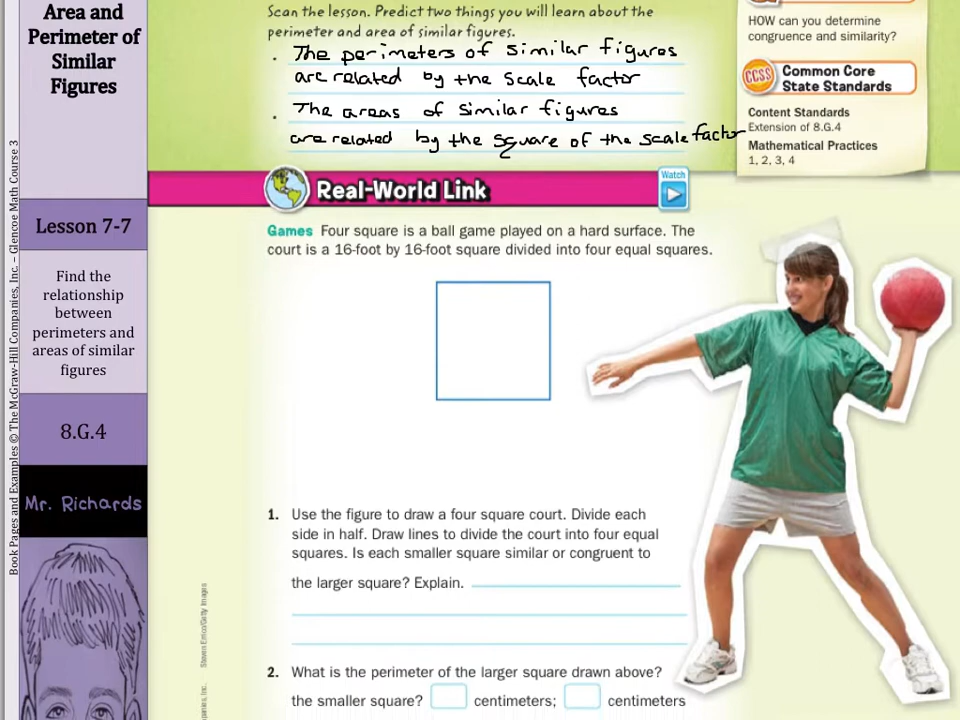 Area and
Perimeter of
Similar
Figures
Lesson 7-7
Find the
relationship
between
perimeters and
areas of similar
figures
8.G.4
Mr. Richards
Book Pages and Examples © The McGraw-Hill Companies, Inc. – Glencoe Math Course 3
Scan the lesson. Predict two things you will learn about the
perimeter and area of similar figures.
. The perimeters of similar figures
are related by the scale factor
. The areas of similar figures
are related by the square of the scale factor
HOW can you determine
congruence and similarity?
CCSS Common Core
State Standards
Content Standards
Extension of 8.G.4
Mathematical Practices
1, 2, 3, 4
Real-World Link
Watch
Games Four square is a ball game played on a hard surface. The
court is a 16-foot by 16-foot square divided into four equal squares.
1. Use the figure to draw a four square court. Divide each
side in half. Draw lines to divide the court into four equal
squares. Is each smaller square similar or congruent to
the larger square? Explain.
2. What is the perimeter of the larger square drawn above?
the smaller square? centimeters; centimeters
panies, Inc.